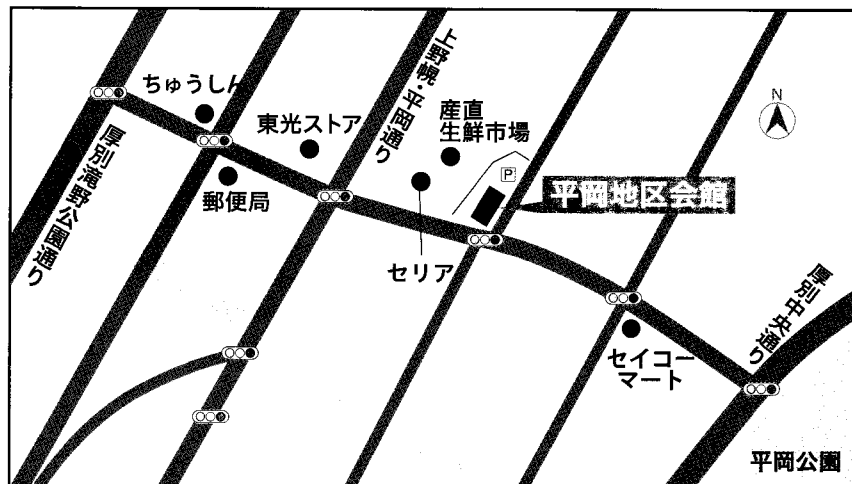 ちゅうしん
東光ストア
郵便局
厚別滝野公園通り
上野幌・平岡通り
産直
生鮮市場
N
P
平岡地区会館
セリア
セイコー
マート
厚別中央通り
平岡公園